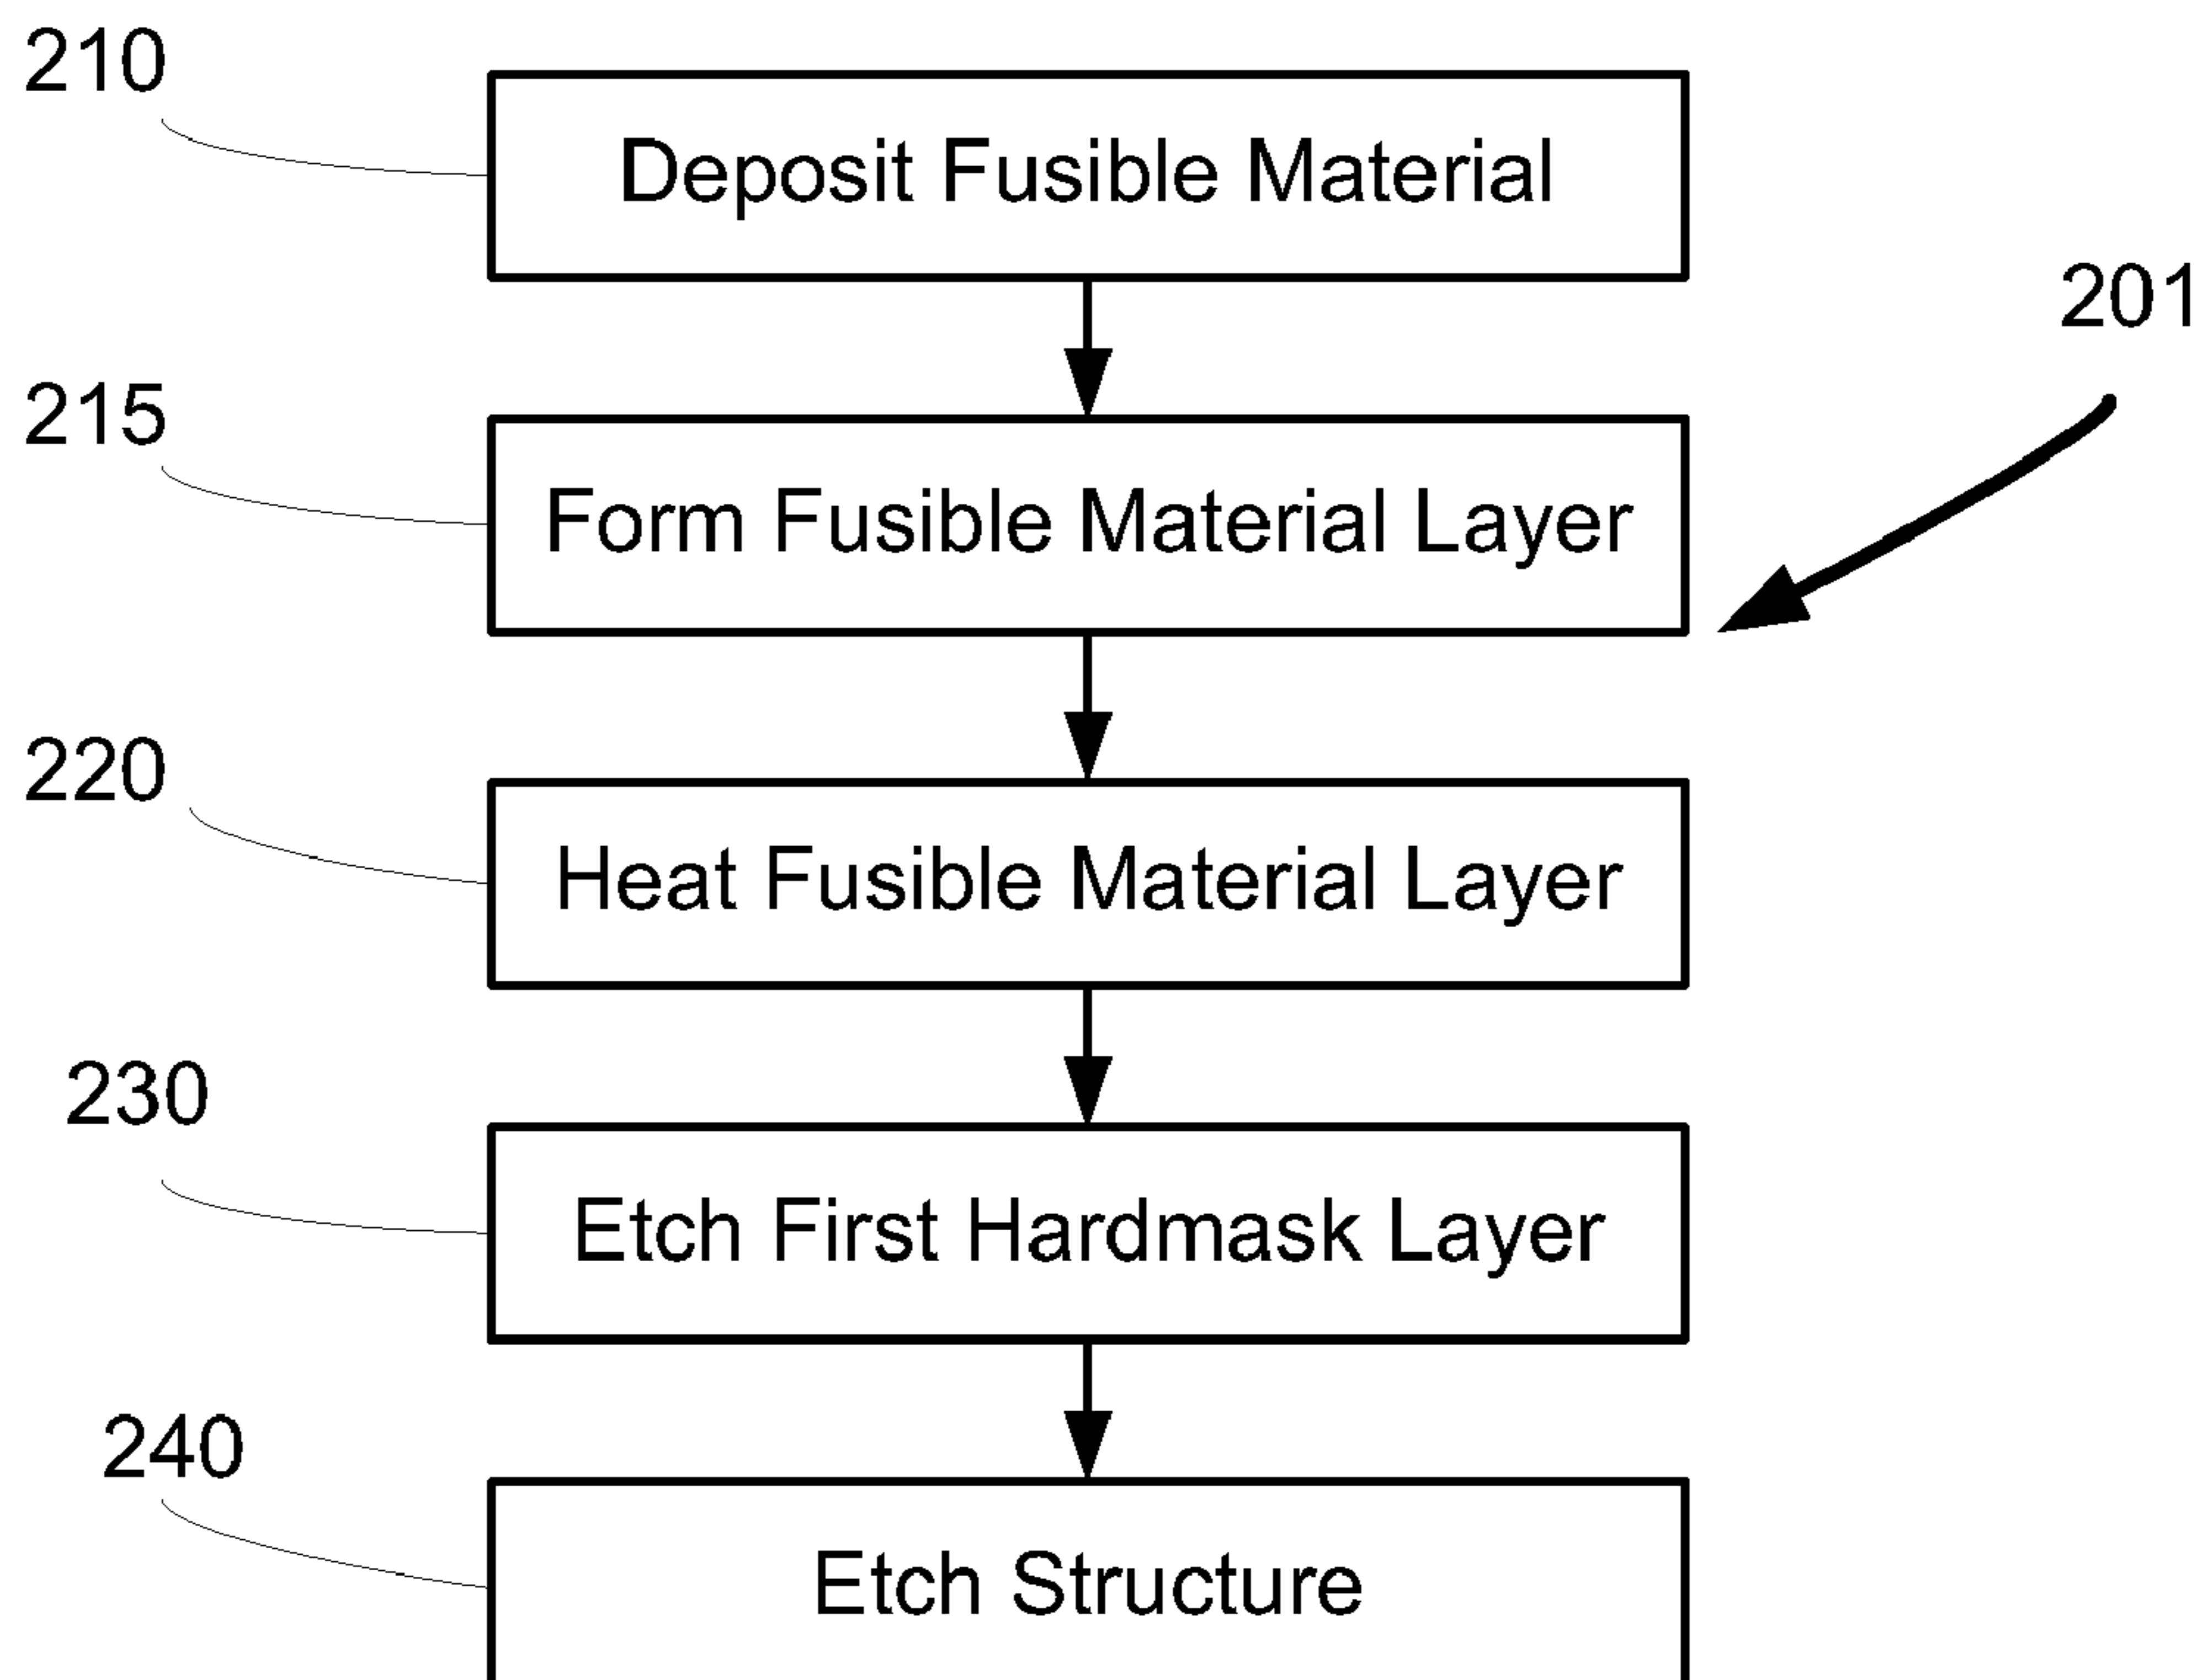 210
Deposit Fusible Material
201
215
Form Fusible Material Layer
220
Heat Fusible Material Layer
230
Etch First Hardmask Layer
240
Etch Structure